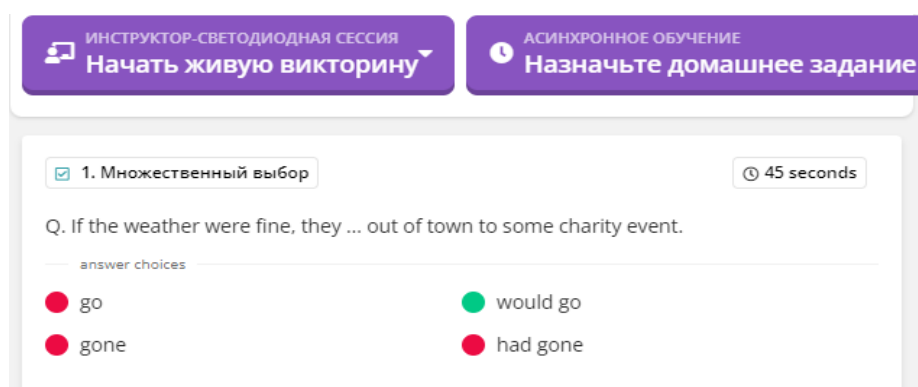 ИНСТРУКТОР-СВЕТОДИОДНАЯ СЕССИЯ
Начать живую викторину
АСИНХРОННОЕ ОБУЧЕНИЕ
Назначьте домашнее задание
1. Множественный выбор
45 seconds
Q. If the weather were fine, they ... out of town to some charity event.
answer choices
go
would go
gone
had gone